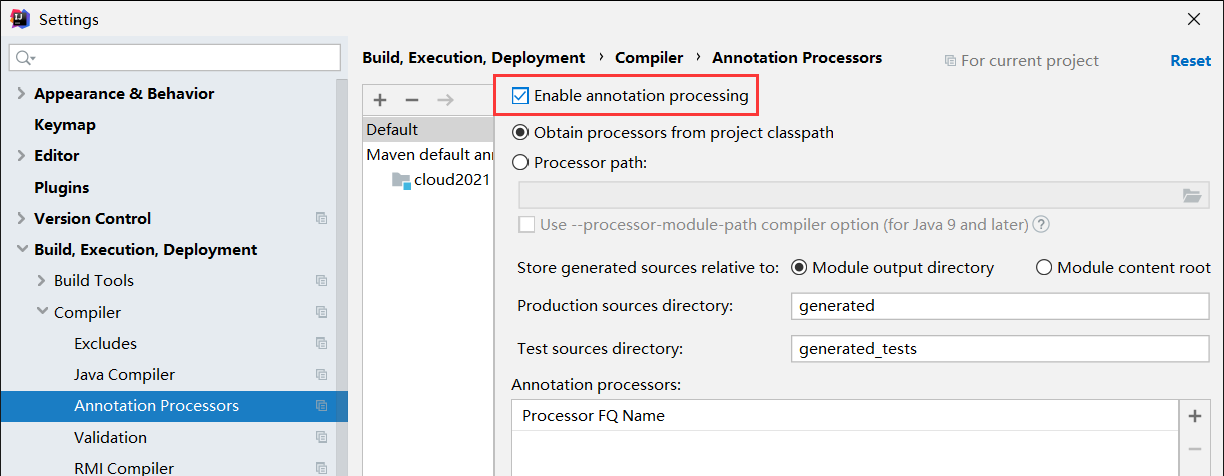 Settings
Build, Execution, Deployment › Compiler › Annotation Processors
For current project
Reset
Appearance & Behavior
Keymap
Editor
Plugins
Version Control
Build, Execution, Deployment
Build Tools
Compiler
Excludes
Java Compiler
Annotation Processors
Validation
RMI Compiler
Default
Maven default ann
cloud2021
Enable annotation processing
Obtain processors from project classpath
Processor path:
Use --processor-module-path compiler option (for Java 9 and later) ?
Store generated sources relative to: Module output directory Module content root
Production sources directory: generated
Test sources directory: generated_tests
Annotation processors:
Processor FQ Name